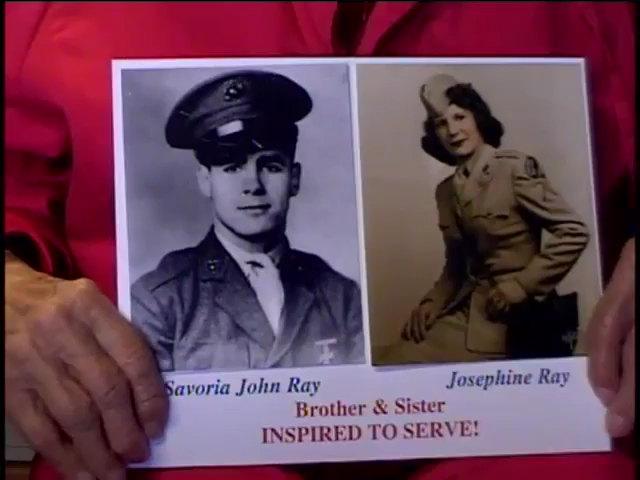 Savoria John Ray
Josephine Ray
Brother & Sister
INSPIRED TO SERVE!